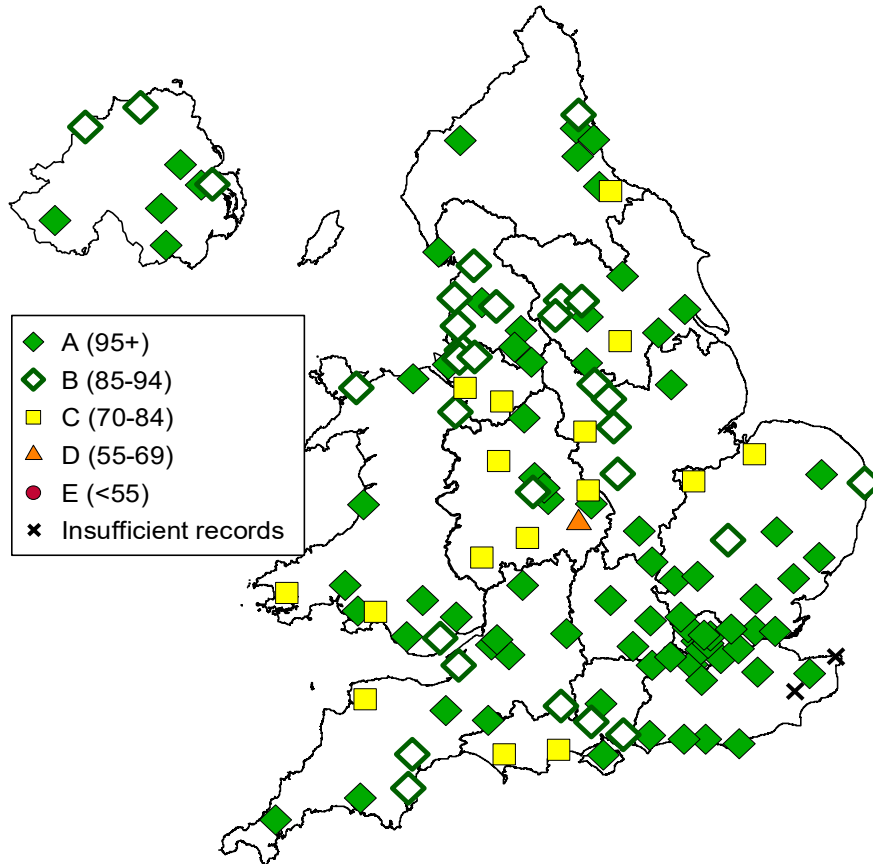 A (95+)
B (85-94)
C (70-84)
D (55-69)
E (<55)
Insufficient records